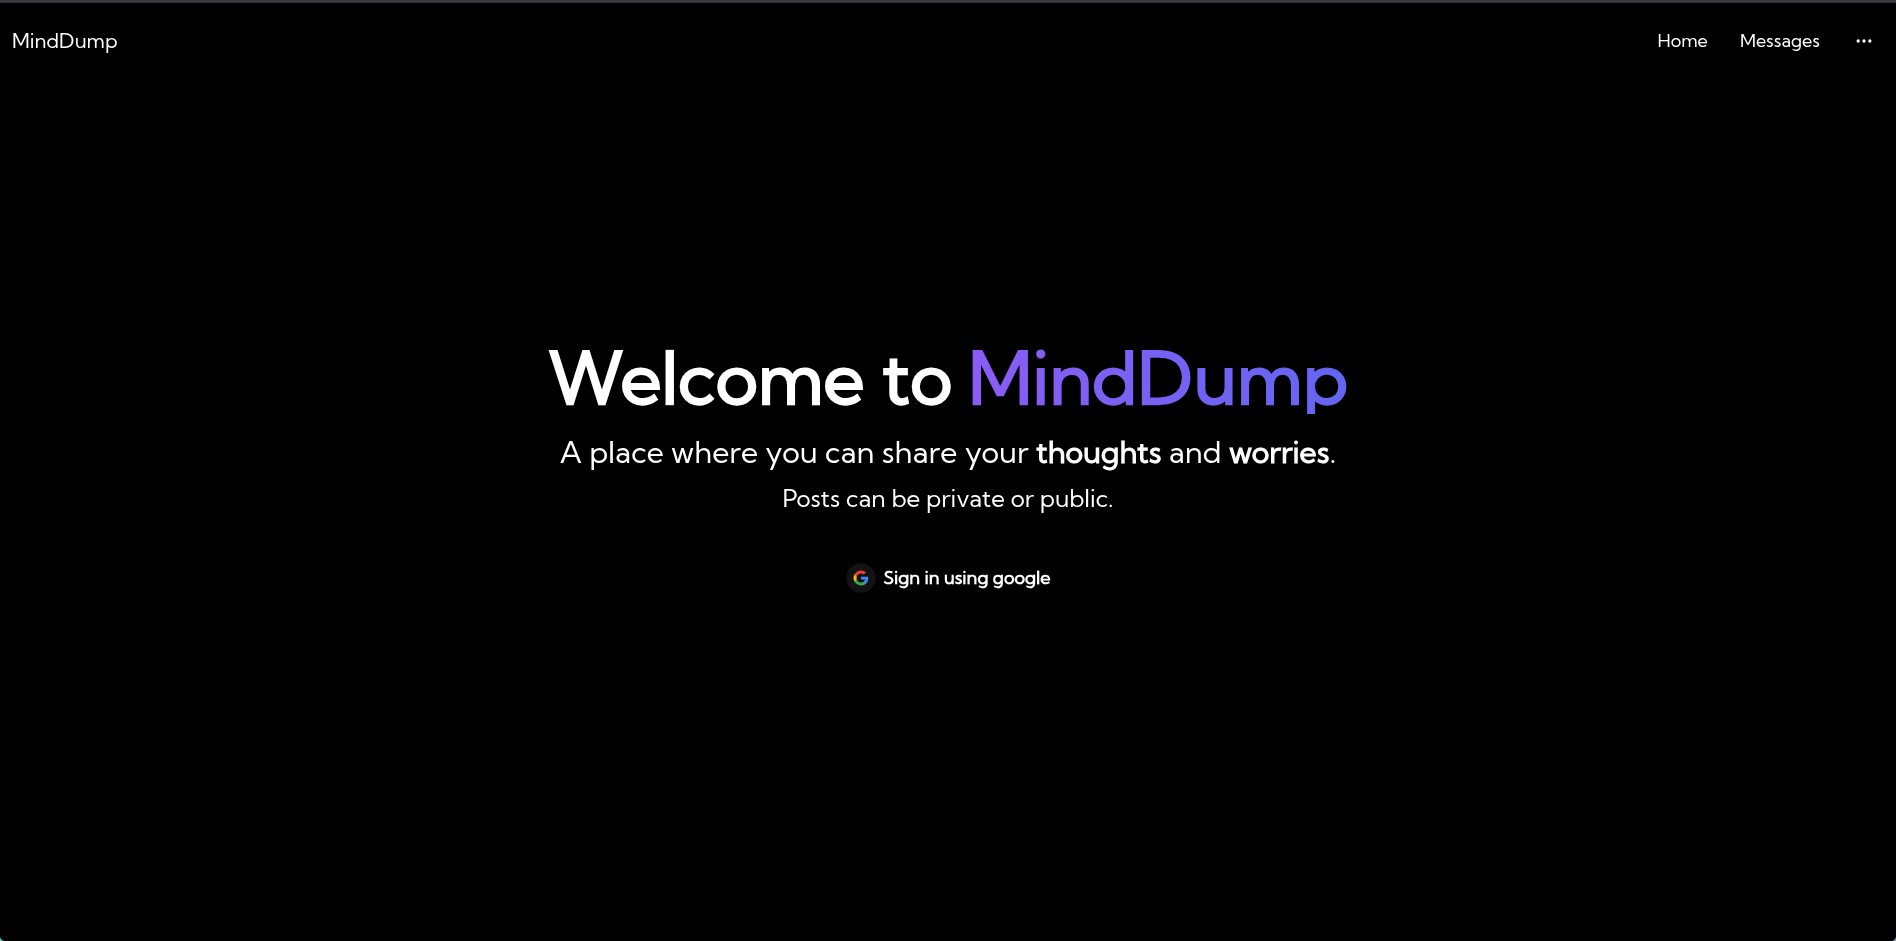 MindDump
Home
Messages
...
Welcome to MindDump
A place where you can share your thoughts and worries.
Posts can be private or public.
Sign in using google